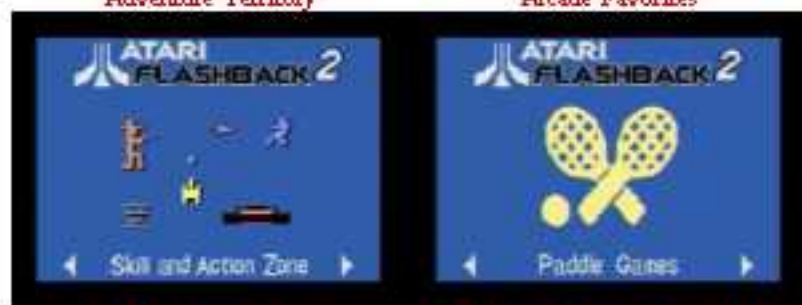 Adventure Territory
Arcade Favorites
ATARI
FLASHBACK 2
Skill and Action Zone
ATARI
FLASHBACK 2
Paddle Games